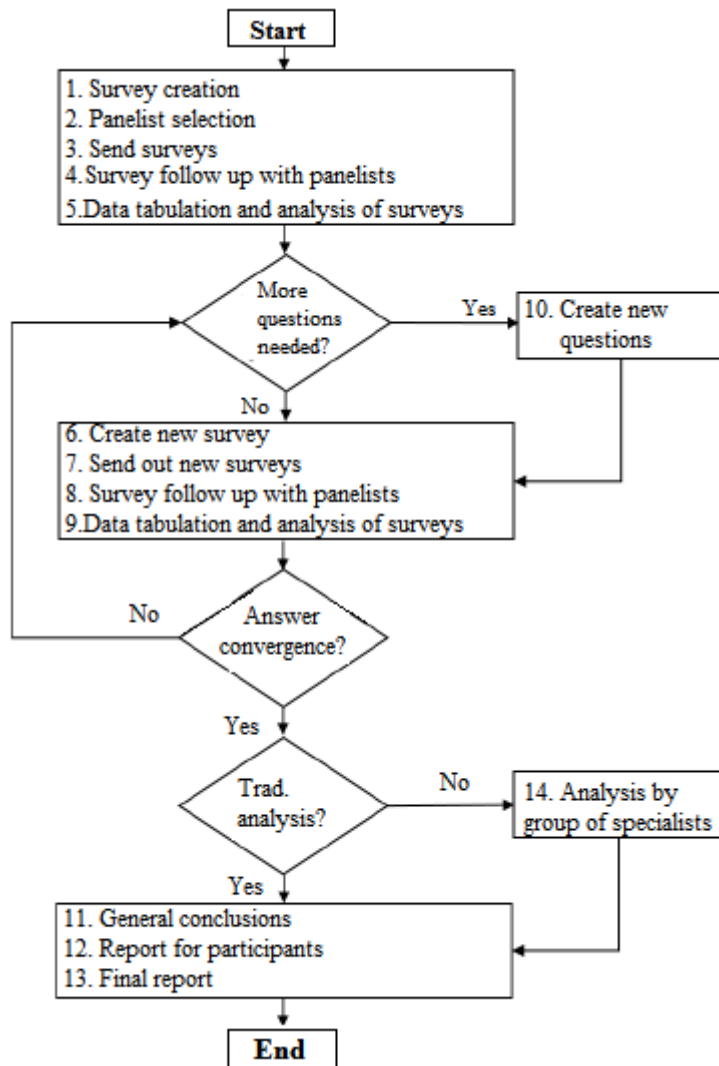 Start
1. Survey creation
2. Panelist selection
3. Send surveys
4.Survey follow up with panelists
5.Data tabulation and analysis of surveys
More
questions
needed?
Yes
10. Create new
questions
No
6. Create new survey
7. Send out new surveys
8. Survey follow up with panelists
9.Data tabulation and analysis of surveys
No
Answer
convergence?
Yes
Trad.
analysis?
No
14. Analysis by
group of specialists
Yes
11. General conclusions
12. Report for participants
13. Final report
End